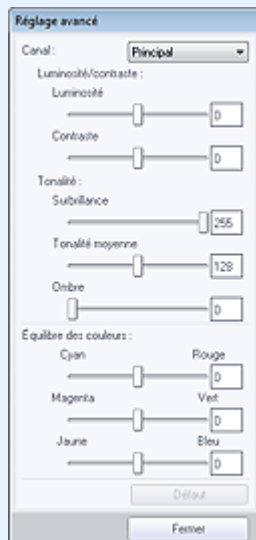 Réglage avancé
Canal : Principal
Luminosité/contraste :
Luminosité
0
Contraste
0
Tonalité :
Surbrillance
255
Tonalité moyenne
128
Ombre
0
Équilibre des couleurs :
Cyan Rouge
0
Magenta Vert
0
Jaune Bleu
0
Défaut
Fermer